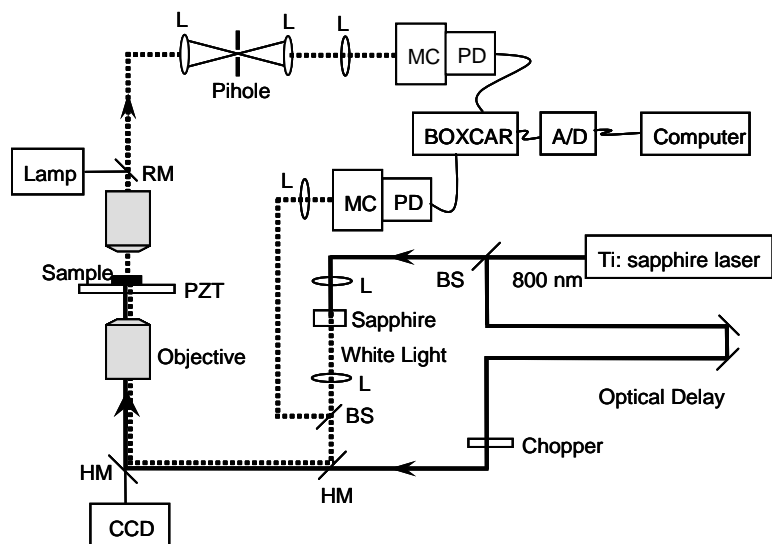 L
L
L
MC
PD
Pihole
BOXCAR
A/D
Computer
Lamp
RM
L
MC
PD
Sample
PZT
BS
800 nm
Ti: sapphire laser
L
Sapphire
Objective
White Light
L
BS
Optical Delay
Chopper
HM
HM
CCD